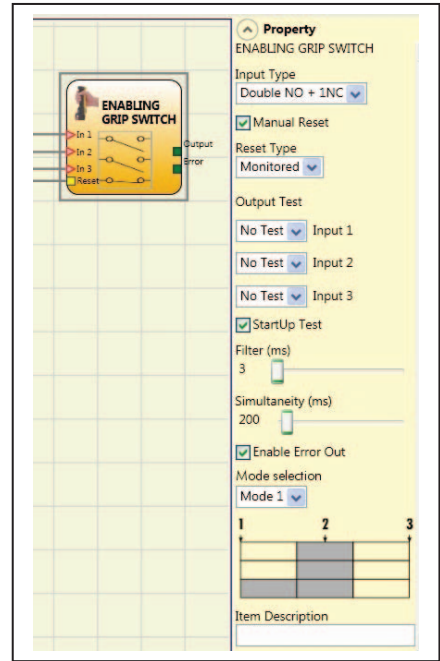 ENABLING
GRIP SWITCH
In 1
In 2
In 3
Reset
Output
Error
Property
ENABLING GRIP SWITCH
Input Type
Double NO + 1NC
Manual Reset
Reset Type
Monitored
Output Test
No Test Input 1
No Test Input 2
No Test Input 3
StartUp Test
Filter (ms)
3
Simultaneity (ms)
200
Enable Error Out
Mode selection
Mode 1
1 2 3
Item Description